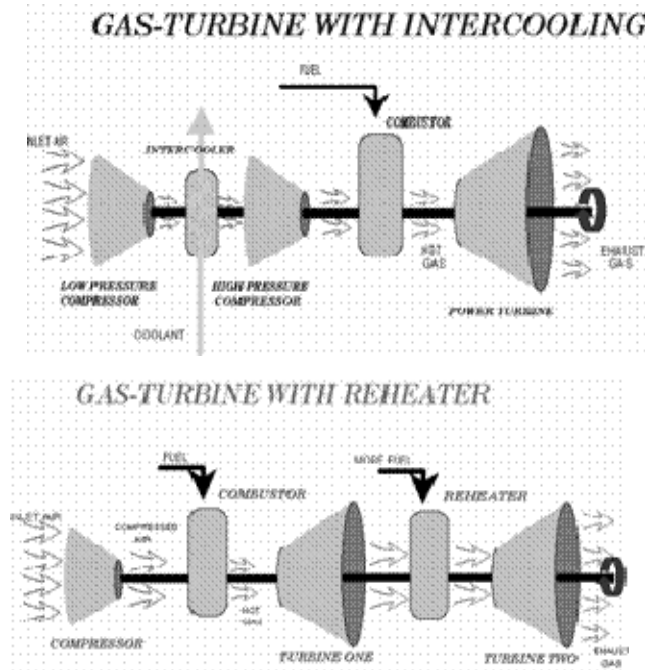 GAS-TURBINE WITH INTERCOOLING
FUEL
COMBUSTOR
INLET AIR
INTERCOOLER
HOT
GAS
EXHAUST
GAS
LOW PRESSURE
COMPRESSOR
HIGH PRESSURE
COMPRESSOR
POWER TURBINE
COOLANT
GAS-TURBINE WITH REHEATER
FUEL
MORE FUEL
COMBUSTOR
REHEATER
INLET AIR
COMPRESSED
AIR
HOT
GAS
COMPRESSOR
TURBINE ONE
TURBINE TWO
EXHAUST
GAS